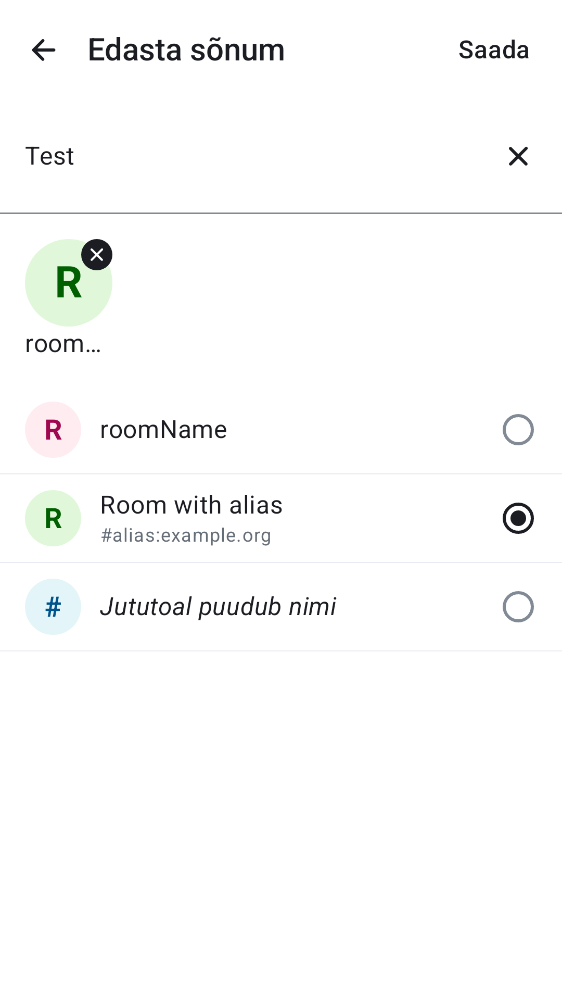 Edasta sõnum Saada
Test
R
room…
R roomName
R Room with alias
#alias:example.org
# Jututoal puudub nimi